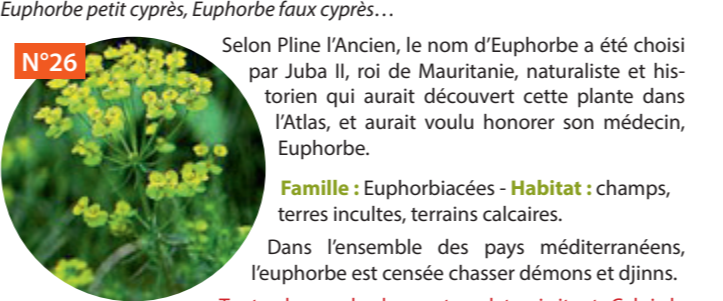 Euphorbe petit cyprès, Euphorbe faux cyprès…
N°26
Selon Pline l'Ancien, le nom d'Euphorbe a été choisi
par Juba II, roi de Mauritanie, naturaliste et his-
torien qui aurait découvert cette plante dans
l'Atlas, et aurait voulu honorer son médecin,
Euphorbe.
Famille : Euphorbiacées - Habitat : champs,
terres incultes, terrains calcaires.
Dans l'ensemble des pays méditerranéens,
l'euphorbe est censée chasser démons et djinns.